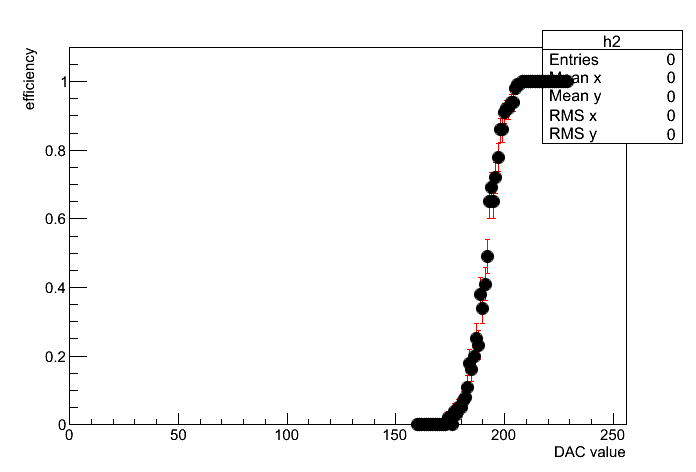 h2
Entries 0
Mean x 0
Mean y 0
RMS x 0
RMS y 0
efficiency
1
0.8
0.6
0.4
0.2
0
0 50 100 150 200 250
DAC value